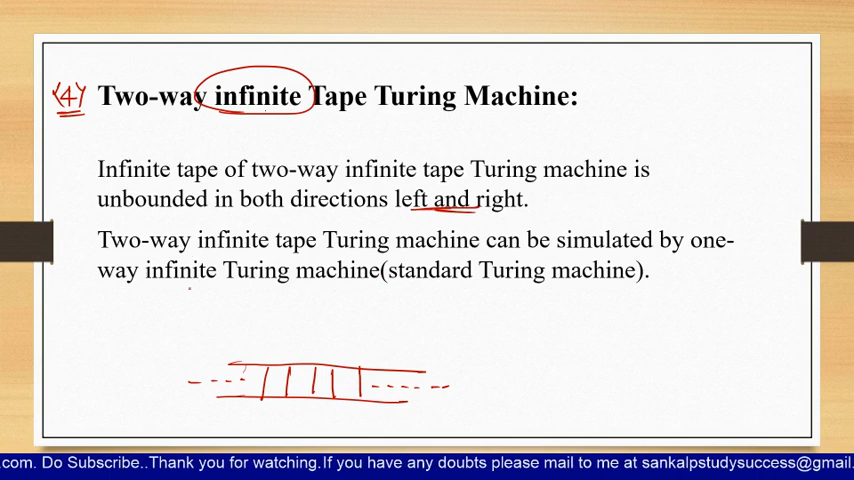 (4) Two-way infinite Tape Turing Machine:
Infinite tape of two-way infinite tape Turing machine is
unbounded in both directions left and right.
Two-way infinite tape Turing machine can be simulated by one-
way infinite Turing machine(standard Turing machine).
.com. Do Subscribe..Thank you for watching.If you have any doubts please mail to me at sankalpstudysuccess@gmail.